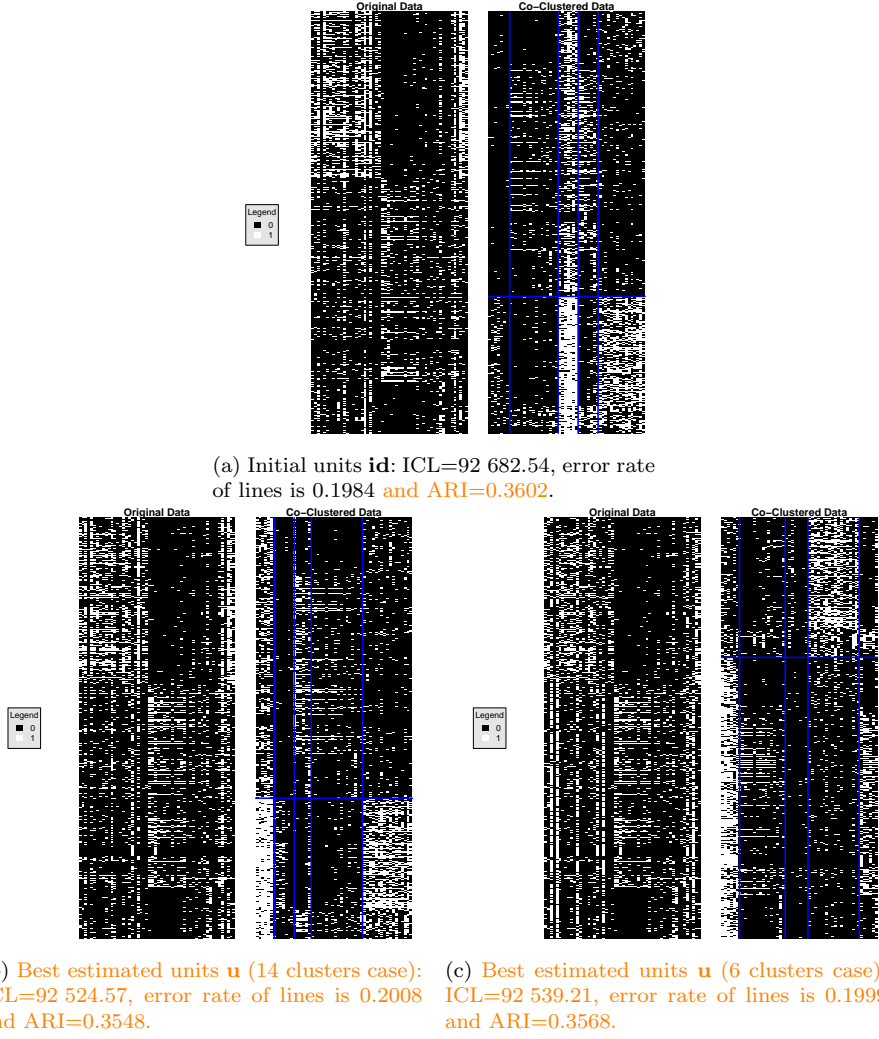 Original Data
Co−Clustered Data
Legend
0
1
(a) Initial units id: ICL=92 682.54, error rate
of lines is 0.1984 and ARI=0.3602.
Original Data
Co−Clustered Data
Legend
0
1
Original Data
Co−Clustered Data
Legend
0
1
) Best estimated units u (14 clusters case):
CL=92 524.57, error rate of lines is 0.2008
nd ARI=0.3548.
(c) Best estimated units u (6 clusters case)
ICL=92 539.21, error rate of lines is 0.1999
and ARI=0.3568.